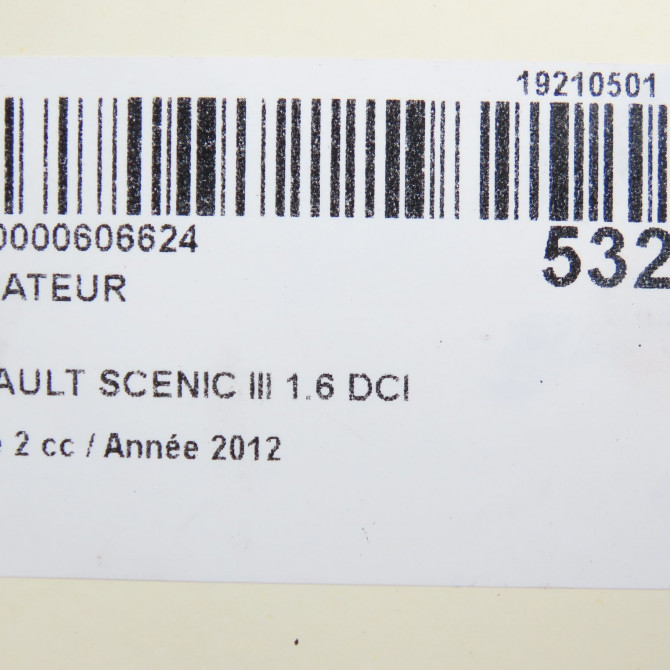 19210501
0000606624
532
ATEUR
AULT SCENIC III 1.6 DCI
2 cc / Année 2012